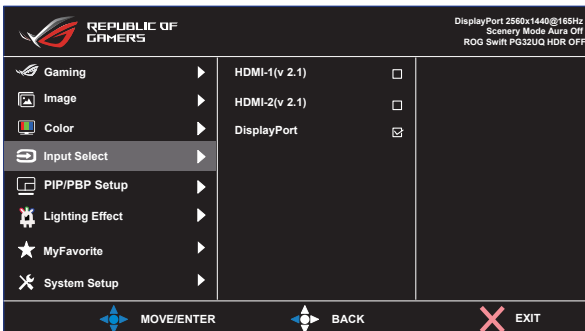 REPUBLIC OF
GAMERS
DisplayPort 2560x1440@165Hz
Scenery Mode Aura Off
ROG Swift PG32UQ HDR OFF
Gaming
HDMI-1(v 2.1)
Image
HDMI-2(v 2.1)
Color
DisplayPort
Input Select
PIP/PBP Setup
Lighting Effect
MyFavorite
System Setup
MOVE/ENTER
BACK
EXIT